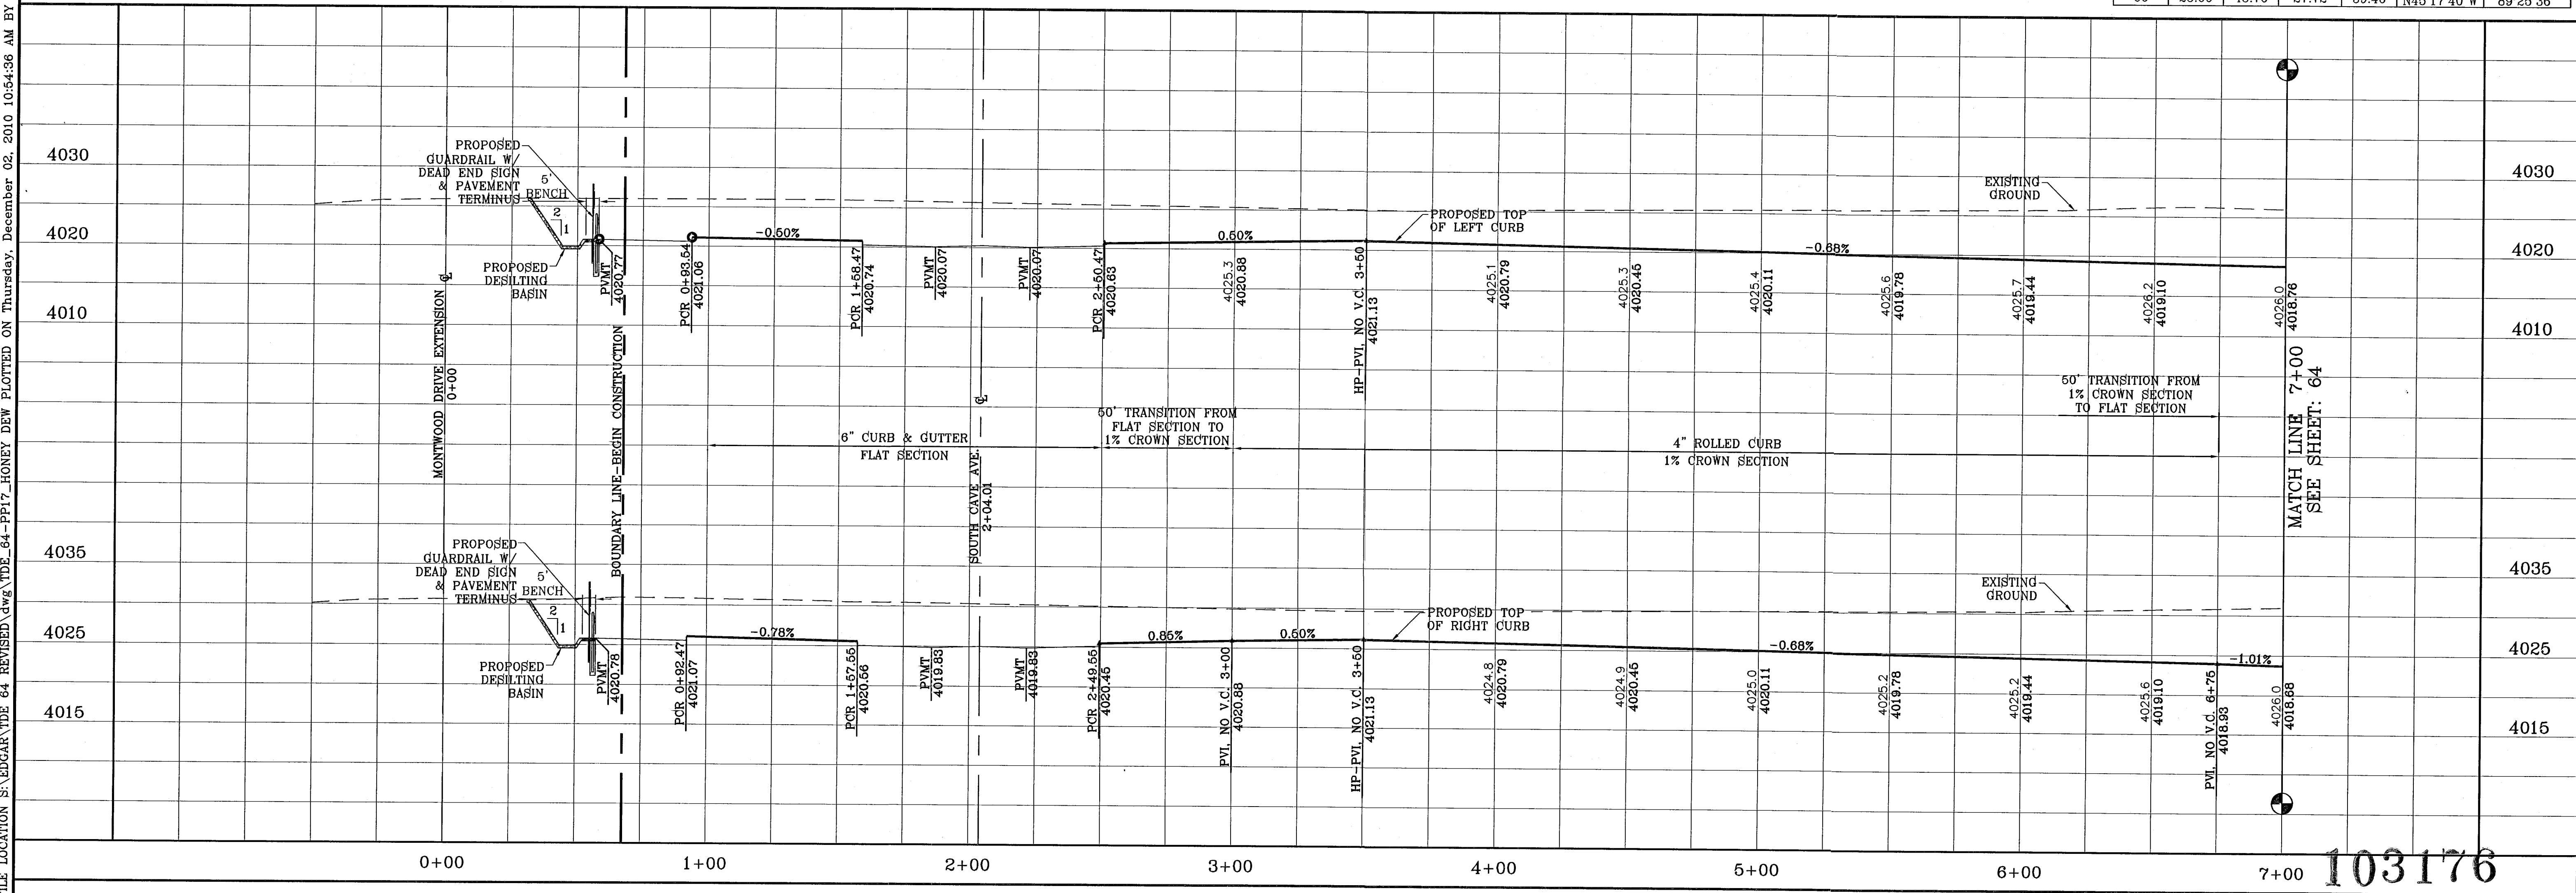 FILE LOCATION S:\EDGAR\TDE 64 REVISED\dwg\TDE_64-PP17_HONEY DEW PLOTTED ON Thursday, December 02, 2010 10:54:36 AM BY
N45°17'40"W 89°25'36"
4030
4020
4010
4035
4025
4015
4030
4020
4010
4035
4025
4015
PROPOSED
GUARDRAIL W/
DEAD END SIGN
& PAVEMENT
TERMINUS
5'
BENCH
2
1
PROPOSED
DESILTING
BASIN
PVMT
4020.77
MONTWOOD DRIVE EXTENSION ℄
0+00
BOUNDARY LINE-BEGIN CONSTRUCTION
PCR 0+93.54
4021.06
-0.50%
PCR 1+58.47
4020.74
PVMT
4020.07
PVMT
4020.07
PCR 2+50.47
4020.63
0.50%
4025.3
4020.88
HP-PVI, NO V.C. 3+50
4021.13
PROPOSED TOP
OF LEFT CURB
4025.1
4020.79
4025.3
4020.45
4025.4
4020.11
-0.68%
4025.6
4019.78
EXISTING
GROUND
4025.7
4019.44
4026.2
4019.10
4026.0
4018.76
6" CURB & GUTTER
FLAT SECTION
SOUTH CAVE AVE. ℄
2+04.01
50' TRANSITION FROM
FLAT SECTION TO
1% CROWN SECTION
4" ROLLED CURB
1% CROWN SECTION
50' TRANSITION FROM
1% CROWN SECTION
TO FLAT SECTION
MATCH LINE 7+00
SEE SHEET: 64
PROPOSED
GUARDRAIL W/
DEAD END SIGN
& PAVEMENT
TERMINUS
5'
BENCH
2
1
PROPOSED
DESILTING
BASIN
PVMT
4020.78
PCR 0+92.47
4021.07
-0.78%
PCR 1+57.55
4020.56
PVMT
4019.83
PVMT
4019.83
PCR 2+49.55
4020.45
0.85%
PVI, NO V.C. 3+00
4020.88
0.50%
HP-PVI, NO V.C. 3+50
4021.13
PROPOSED TOP
OF RIGHT CURB
4024.8
4020.79
4024.9
4020.45
4025.0
4020.11
-0.68%
4025.2
4019.78
EXISTING
GROUND
4025.2
4019.44
4025.6
4019.10
PVI, NO V.C. 6+75
4018.93
-1.01%
4026.0
4018.68
0+00
1+00
2+00
3+00
4+00
5+00
6+00
7+00
103176